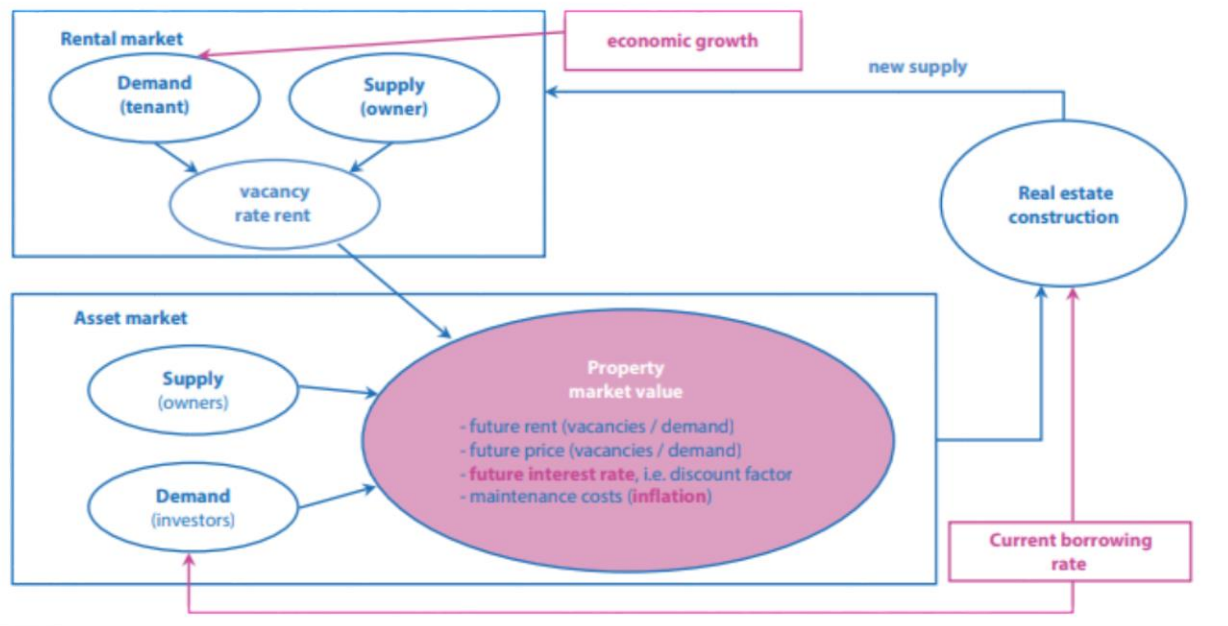 Rental market
economic growth
new supply
Demand
(tenant)
Supply
(owner)
vacancy
rate rent
Real estate
construction
Asset market
Supply
(owners)
Demand
(investors)
Property
market value
- future rent (vacancies / demand)
- future price (vacancies / demand)
- future interest rate, i.e. discount factor
- maintenance costs (inflation)
Current borrowing
rate